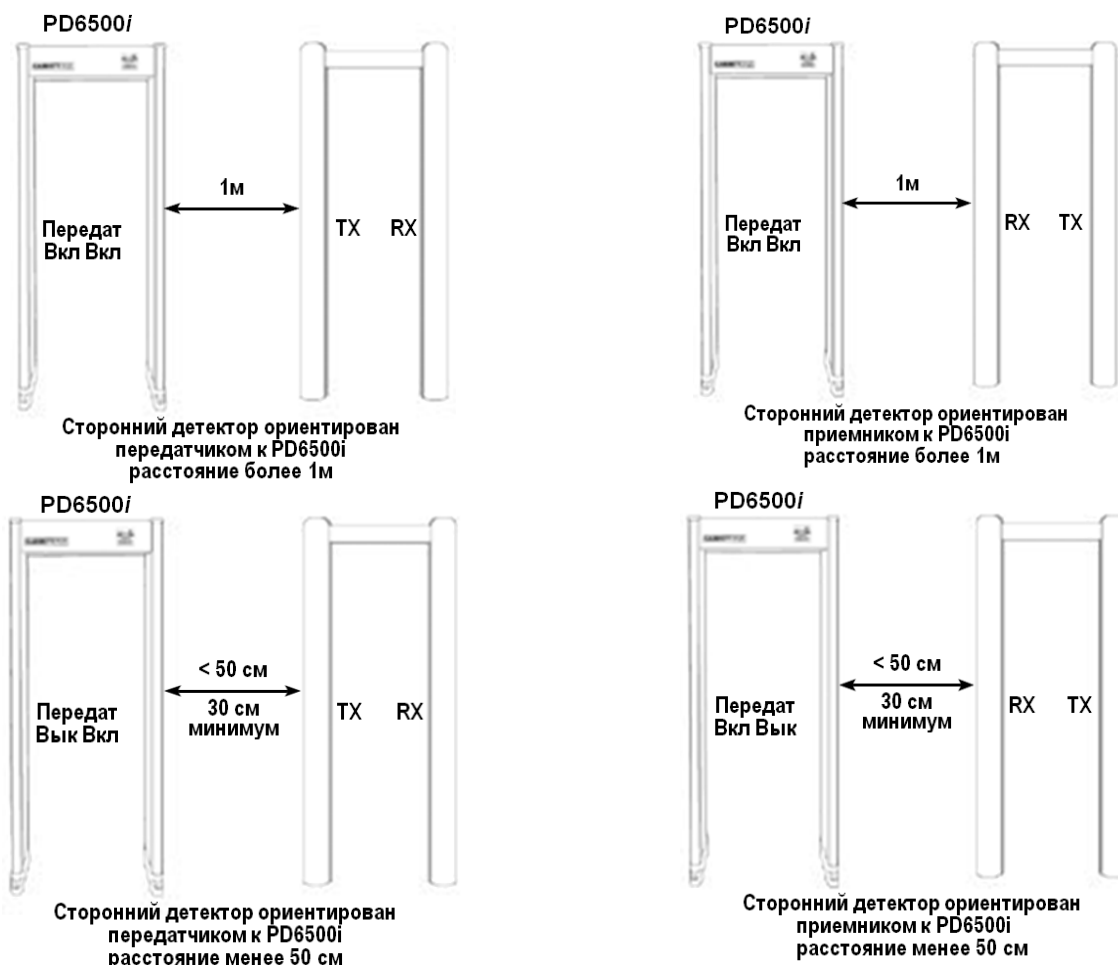 PD6500i
1м
Передат
Вкл Вкл
TX RX
Сторонний детектор ориентирован
передатчиком к PD6500i
расстояние более 1м
PD6500i
1м
Передат
Вкл Вкл
RX TX
Сторонний детектор ориентирован
приемником к PD6500i
расстояние более 1м
PD6500i
< 50 см
30 см
минимум
Передат
Вык Вкл
TX RX
Сторонний детектор ориентирован
передатчиком к PD6500i
расстояние менее 50 см
PD6500i
< 50 см
30 см
минимум
Передат
Вкл Вык
RX TX
Сторонний детектор ориентирован
приемником к PD6500i
расстояние менее 50 см